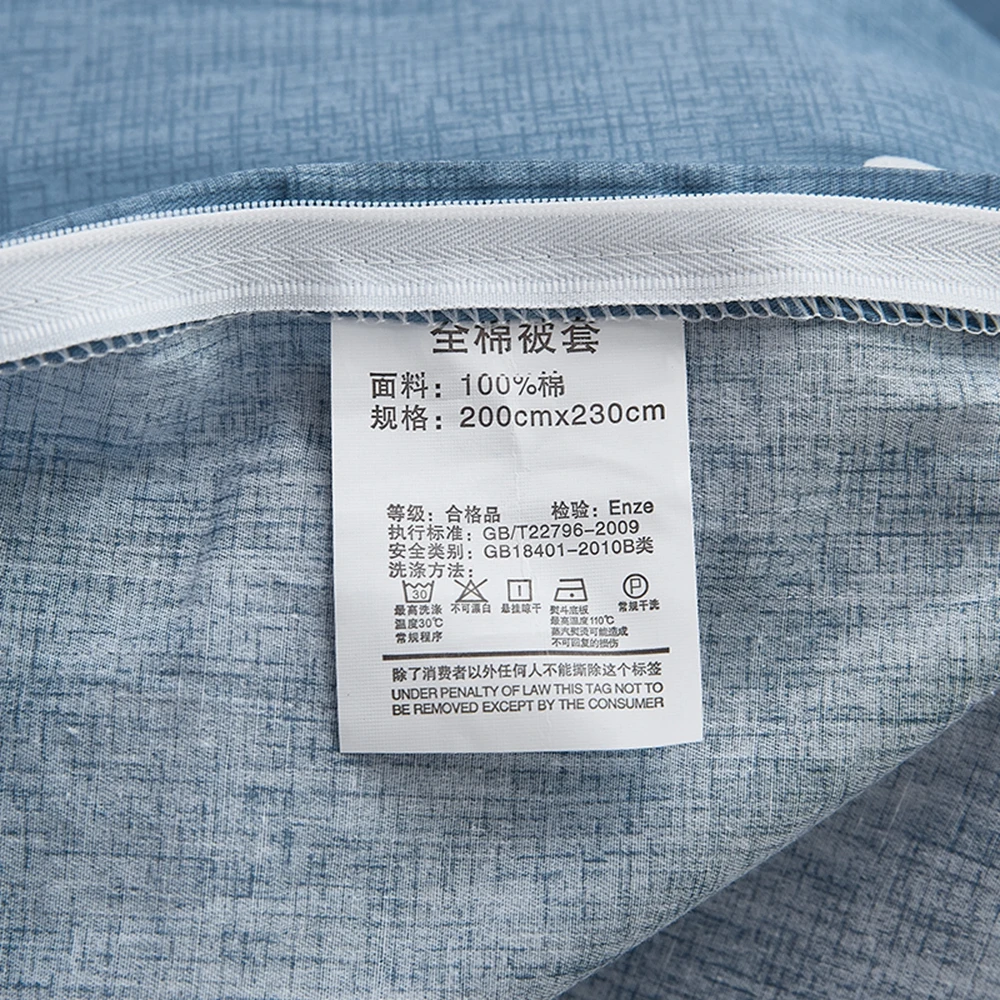 全棉被套
面料：100%棉
规格：200cmx230cm
等级：合格品 检验：Enze
执行标准：GB/T22796-2009
安全类别：GB18401-2010B类
洗涤方法：
30 P
最高洗涤 不可漂白 悬挂晾干 熨斗底板 常规干洗
温度30℃ 最高温度110℃
常规程序 蒸汽熨烫可能造成
不可回复的损伤
除了消费者以外任何人不能撕除这个标签
UNDER PENALTY OF LAW THIS TAG NOT TO
BE REMOVED EXCEPT BY THE CONSUMER